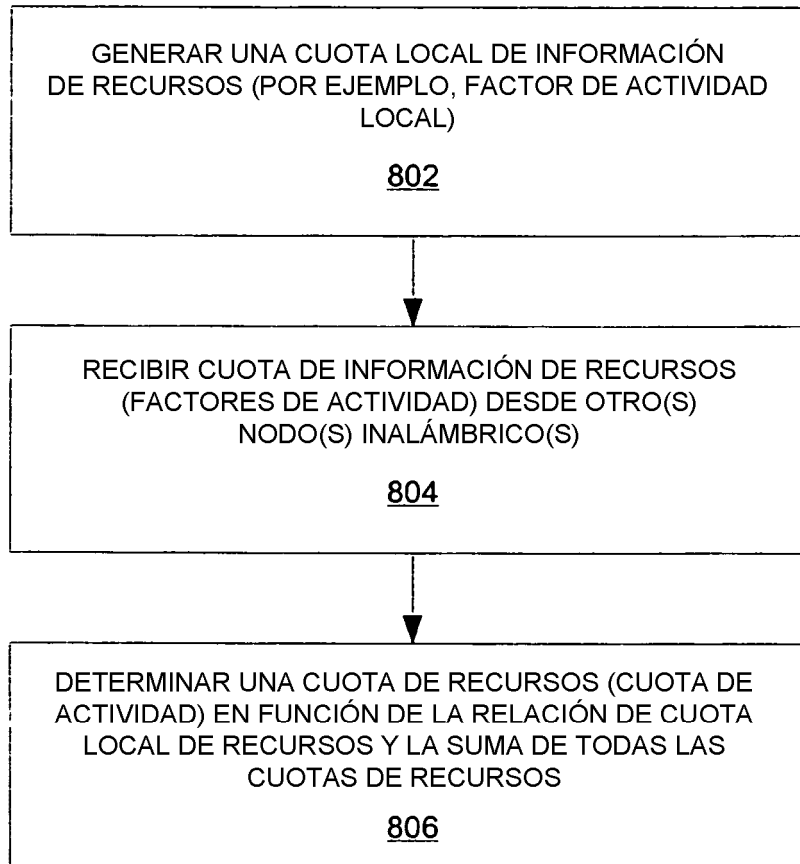 GENERAR UNA CUOTA LOCAL DE INFORMACIÓN
DE RECURSOS (POR EJEMPLO, FACTOR DE ACTIVIDAD
LOCAL)
802
RECIBIR CUOTA DE INFORMACIÓN DE RECURSOS
(FACTORES DE ACTIVIDAD) DESDE OTRO(S)
NODO(S) INALÁMBRICO(S)
804
DETERMINAR UNA CUOTA DE RECURSOS (CUOTA DE
ACTIVIDAD) EN FUNCIÓN DE LA RELACIÓN DE CUOTA
LOCAL DE RECURSOS Y LA SUMA DE TODAS LAS
CUOTAS DE RECURSOS
806